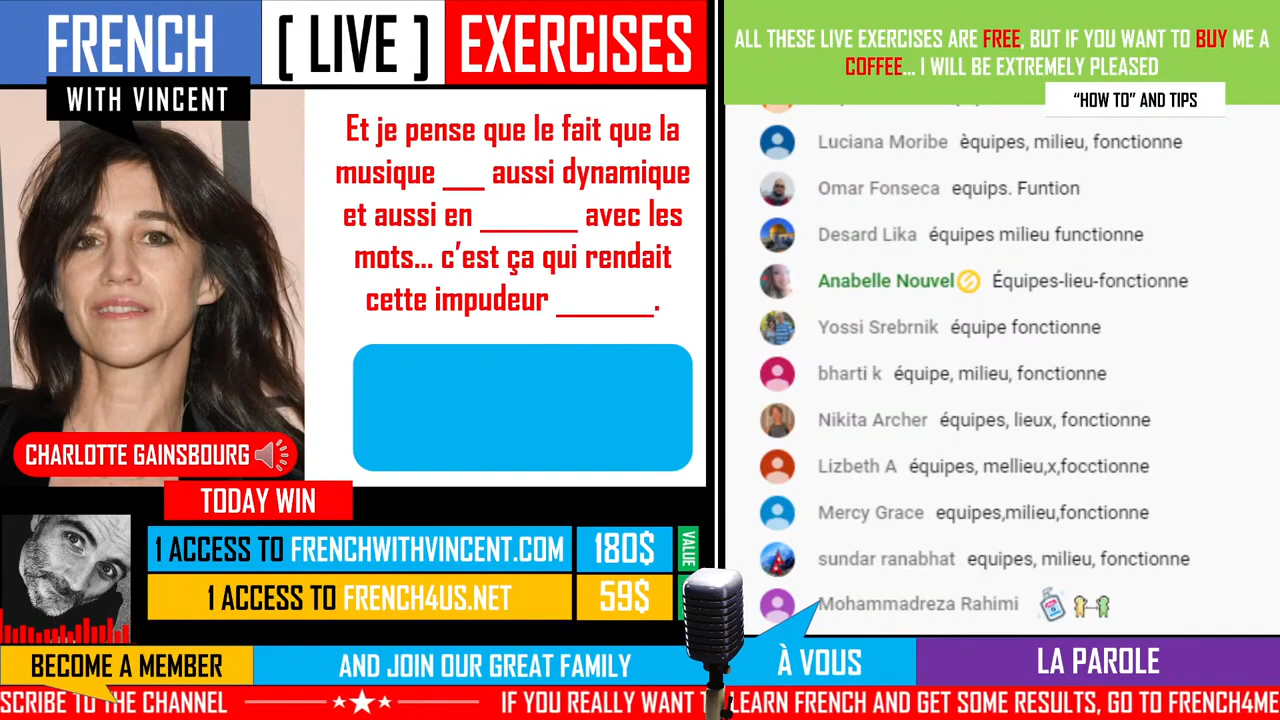 FRENCH
[ LIVE ]
EXERCISES
WITH VINCENT
Et je pense que le fait que la
musique ___ aussi dynamique
et aussi en _______ avec les
mots... c'est ça qui rendait
cette impudeur _______.
CHARLOTTE GAINSBOURG
TODAY WIN
1 ACCESS TO FRENCHWITHVINCENT.COM 180$
VALUE
1 ACCESS TO FRENCH4US.NET 59$
BECOME A MEMBER
AND JOIN OUR GREAT FAMILY
ALL THESE LIVE EXERCISES ARE FREE, BUT IF YOU WANT TO BUY ME A
COFFEE... I WILL BE EXTREMELY PLEASED
"HOW TO" AND TIPS
Luciana Moribe èquipes, milieu, fonctionne
Omar Fonseca equips. Funtion
Desard Lika équipes milieu functionne
Anabelle Nouvel Équipes-lieu-fonctionne
Yossi Srebrnik équipe fonctionne
bharti k équipe, milieu, fonctionne
Nikita Archer équipes, lieux, fonctionne
Lizbeth A équipes, mellieu,x,focctionne
Mercy Grace equipes,milieu,fonctionne
sundar ranabhat equipes, milieu, fonctionne
Mohammadreza Rahimi
À VOUS
LA PAROLE
SCRIBE TO THE CHANNEL
IF YOU REALLY WANT T LEARN FRENCH AND GET SOME RESULTS, GO TO FRENCH4ME